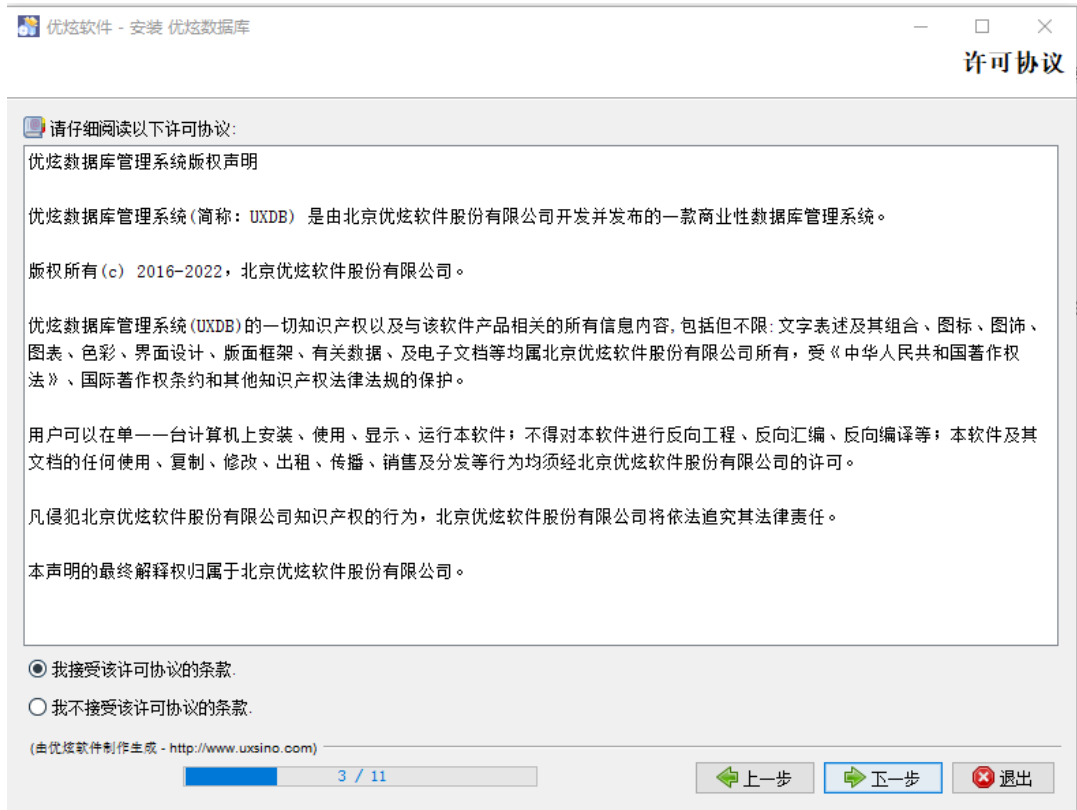 优炫软件 - 安装 优炫数据库
许可协议
请仔细阅读以下许可协议:
优炫数据库管理系统版权声明
优炫数据库管理系统(简称: UXDB) 是由北京优炫软件股份有限公司开发并发布的一款商业性数据库管理系统。
版权所有(c) 2016-2022，北京优炫软件股份有限公司。
优炫数据库管理系统(UXDB)的一切知识产权以及与该软件产品相关的所有信息内容,包括但不限:文字表述及其组合、图标、图饰、
图表、色彩、界面设计、版面框架、有关数据、及电子文档等均属北京优炫软件股份有限公司所有，受《中华人民共和国著作权
法》、国际著作权条约和其他知识产权法律法规的保护。
用户可以在单一一台计算机上安装、使用、显示、运行本软件；不得对本软件进行反向工程、反向汇编、反向编译等；本软件及其
文档的任何使用、复制、修改、出租、传播、销售及分发等行为均须经北京优炫软件股份有限公司的许可。
凡侵犯北京优炫软件股份有限公司知识产权的行为，北京优炫软件股份有限公司将依法追究其法律责任。
本声明的最终解释权归属于北京优炫软件股份有限公司。
我接受该许可协议的条款.
我不接受该许可协议的条款.
(由优炫软件制作生成 - http://www.uxsino.com)
3 / 11
上一步
下一步
退出